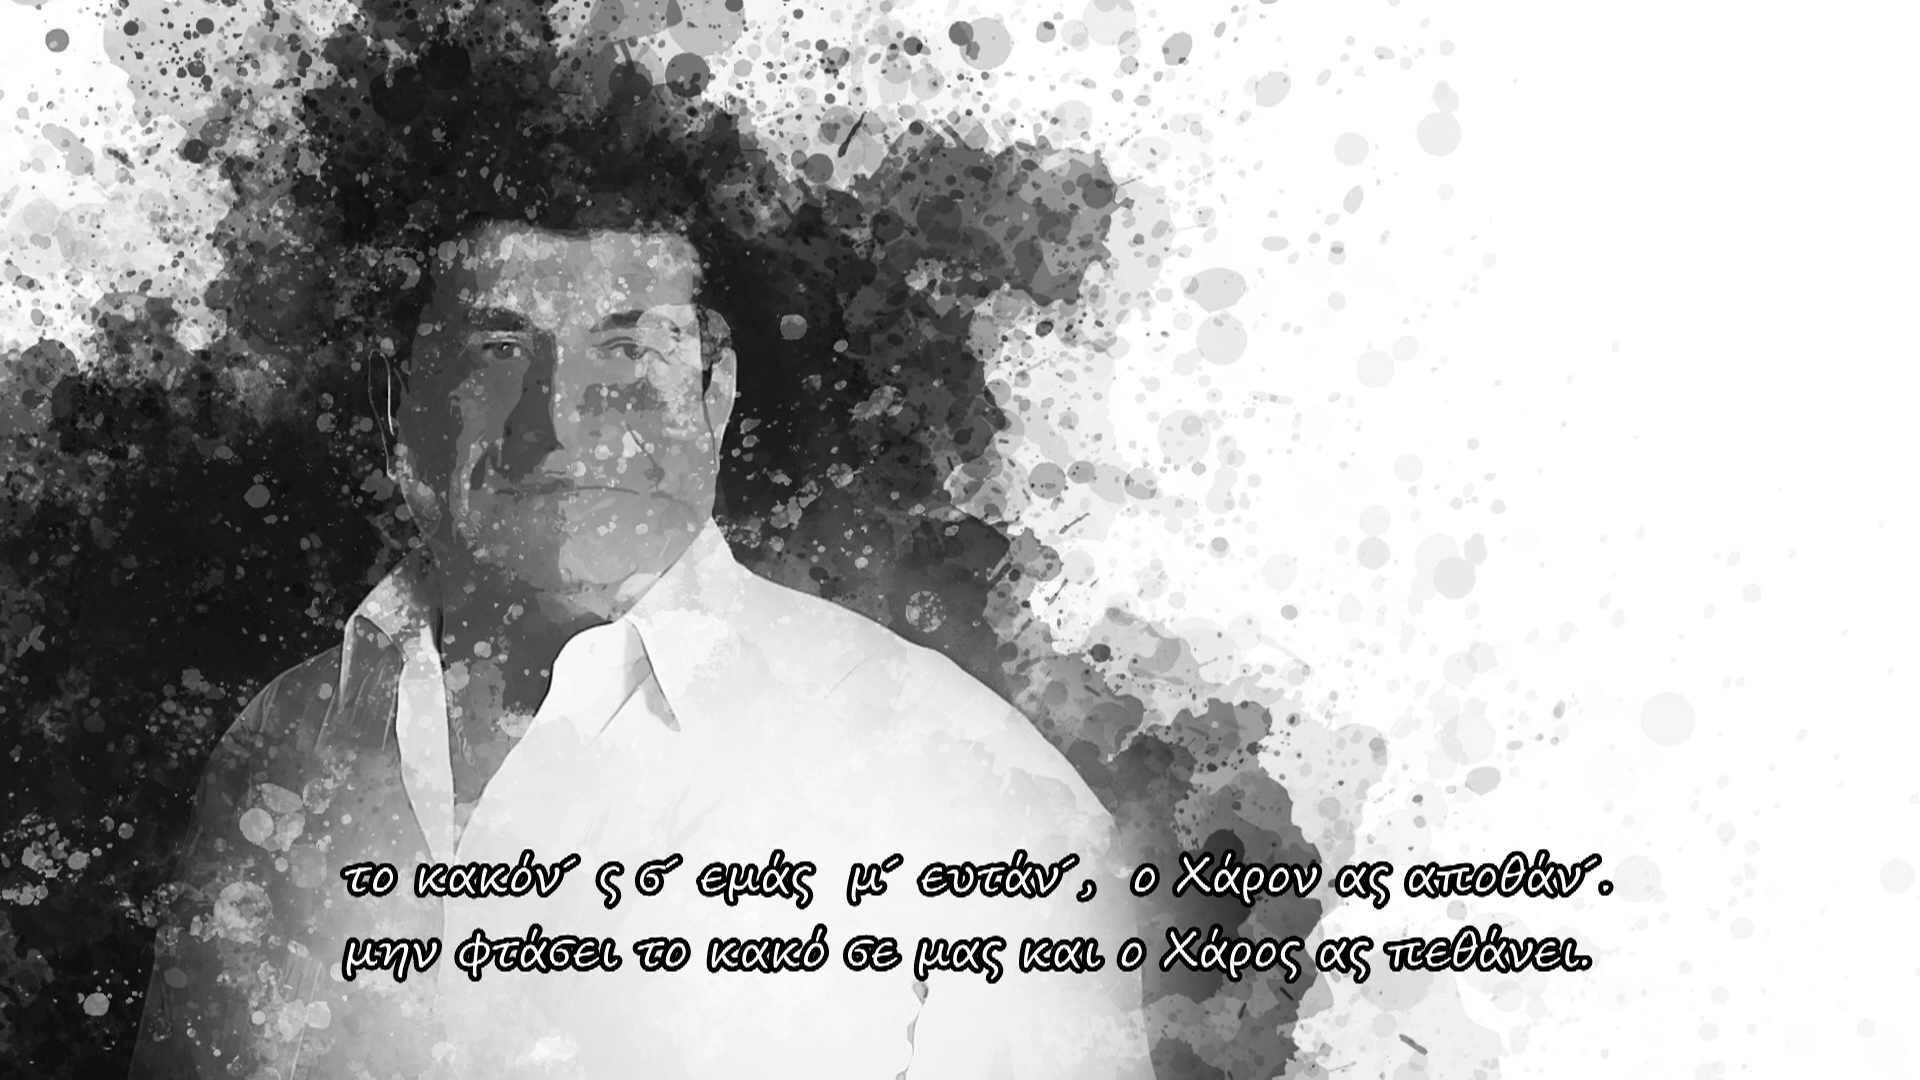 το κακόν΄ ς σ΄ εμάς μ΄ ευτάν΄, ο Χάρον ας αποθάν΄.
μην φτάσει το κακό σε μας και ο Χάρος ας πεθάνει.